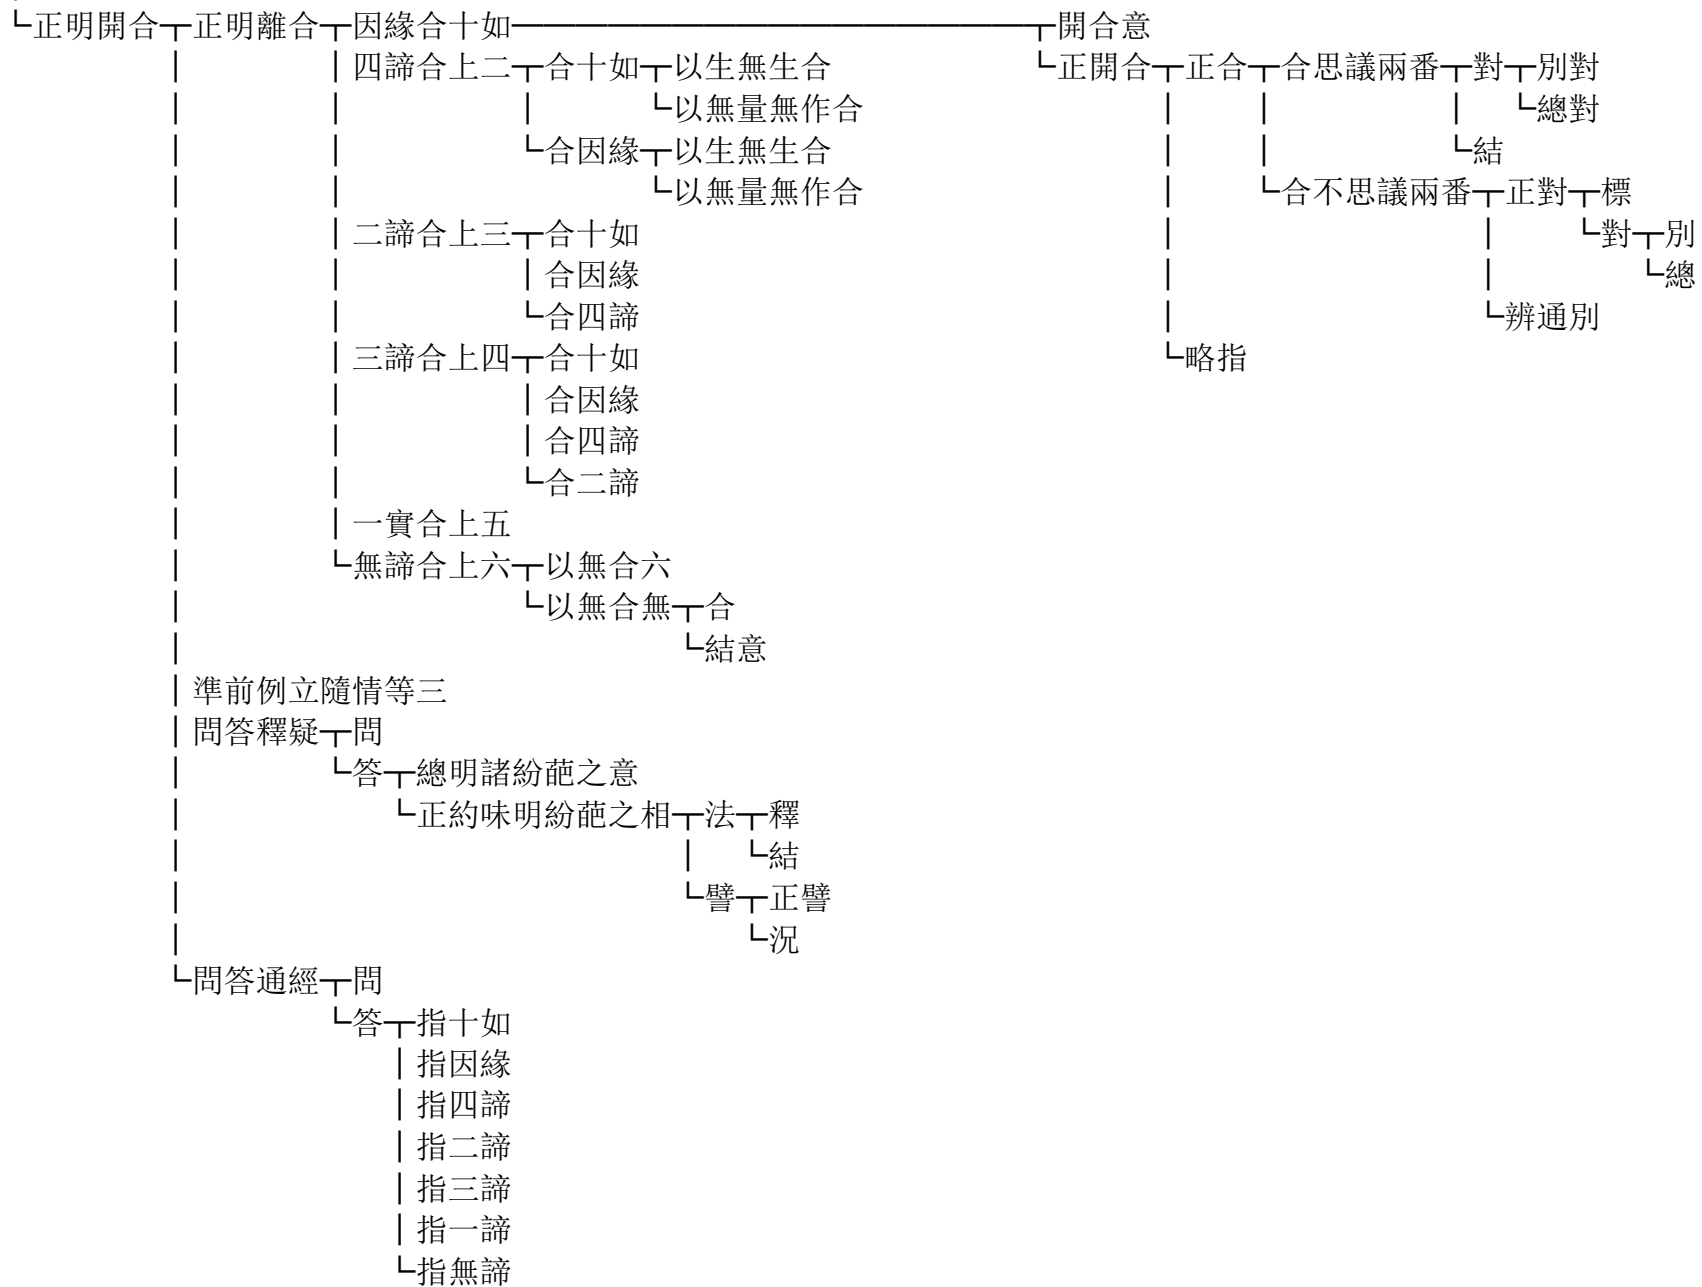 └正明開合┬正明離合┬因緣合十如────────────────┬開合意
│ │四諦合上二┬合十如┬以生無生合 └正開合┬正合┬合思議兩番┬對┬別對
│ │ │ └以無量無作合 │ │ │ └總對
│ │ └合因緣┬以生無生合 │ │ └結
│ │ └以無量無作合 │ └合不思議兩番┬正對┬標
│ │二諦合上三┬合十如 │ │ └對┬別
│ │ │合因緣 │ │ └總
│ │ └合四諦 │ └辨通別
│ │三諦合上四┬合十如 └略指
│ │ │合因緣
│ │ │合四諦
│ │ └合二諦
│ │一實合上五
│ └無諦合上六┬以無合六
│ └以無合無┬合
│ └結意
│準前例立隨情等三
│問答釋疑┬問
│ └答┬總明諸紛葩之意
│ └正約味明紛葩之相┬法┬釋
│ │ └結
│ └譬┬正譬
│ └況
└問答通經┬問
└答┬指十如
│指因緣
│指四諦
│指二諦
│指三諦
│指一諦
└指無諦